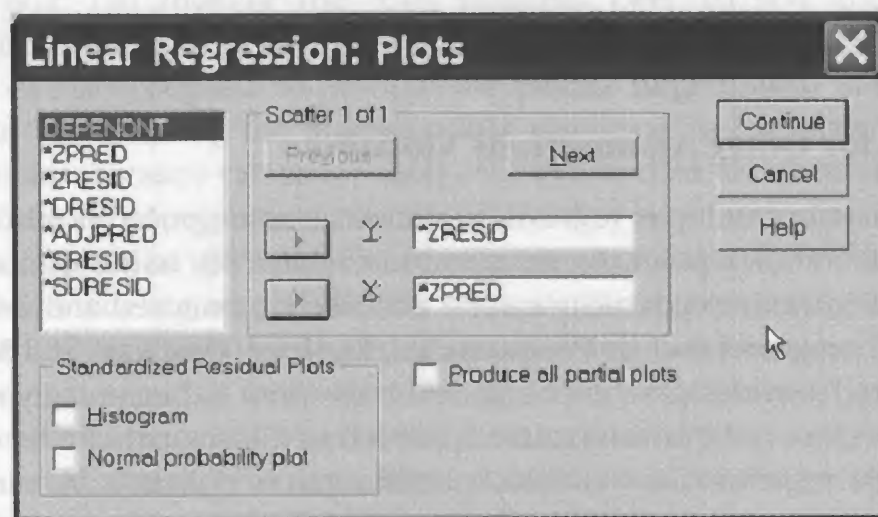 Linear Regression: Plots
DEPENDNT
*ZPRED
*ZRESID
*DRESID
*ADJPRED
*SRESID
*SDRESID
Scatter 1 of 1
Previous
Next
Y:
*ZRESID
X:
*ZPRED
Continue
Cancel
Help
Standardized Residual Plots
Histogram
Normal probability plot
Produce all partial plots